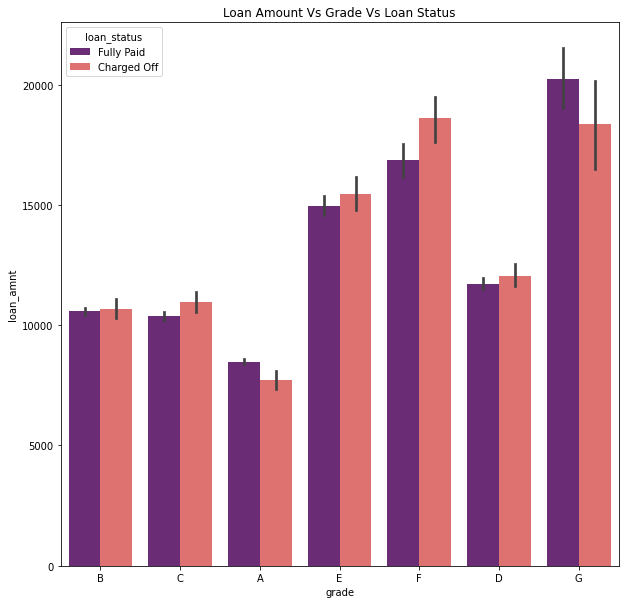 Loan Amount Vs Grade Vs Loan Status
loan_status
Fully Paid
Charged Off
20000
15000
10000
5000
0
loan_amnt
B C A E F D G
grade